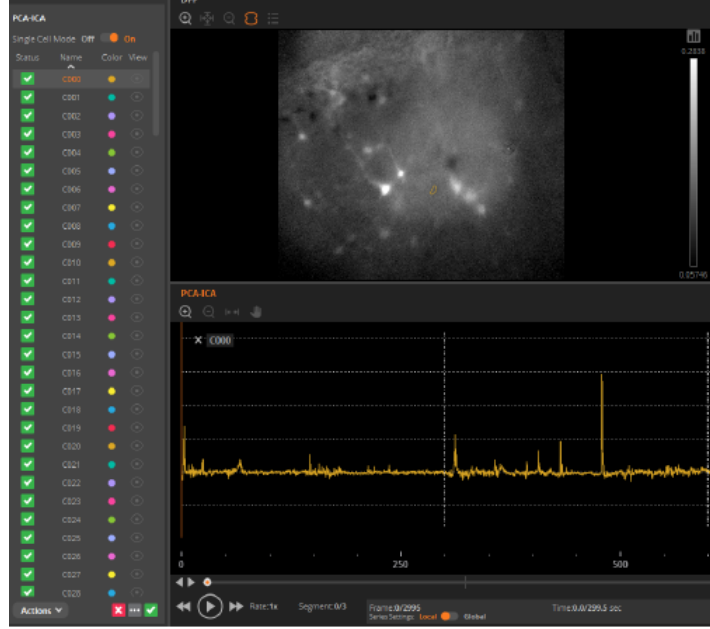 OFF
PCA-ICA
Single Cell Mode Off On
Status Name Color View
C000
C001
C002
C003
C004
C005
C006
C007
C008
C009
C010
C011
C012
C013
C014
C015
C016
C017
C018
C019
C020
C021
C022
C023
C024
C025
C026
C027
C028
Actions
0.2838
0.05746
PCA-ICA
X C000
0 250 500
Rate:1x Segment:0/3 Frame:0/2995 Time:0.0/299.5 sec
Series Settings: Local Global